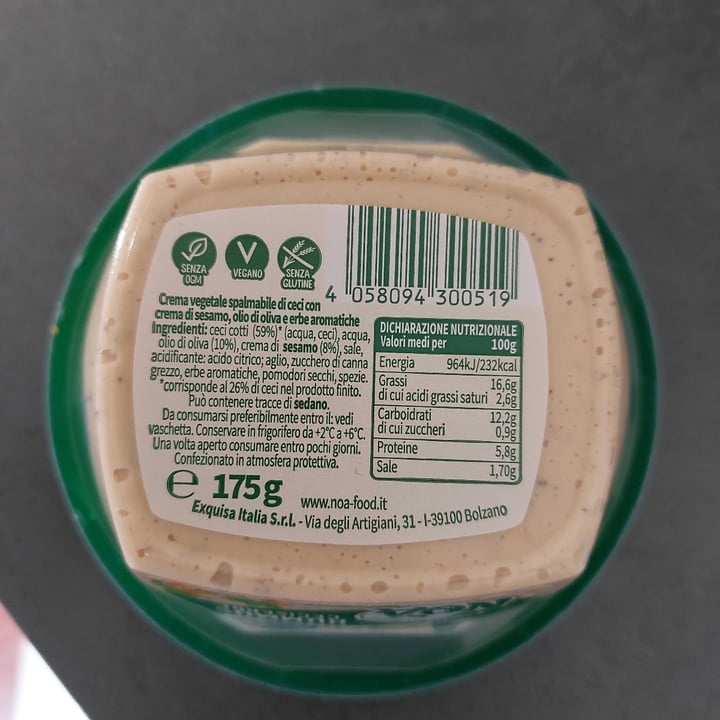 SENZA
OGM
VEGANO
SENZA
GLUTINE
4 058094 300519
Crema vegetale spalmabile di ceci con
crema di sesamo, olio di oliva e erbe aromatiche
Ingredienti: ceci cotti (59%)* (acqua, ceci), acqua,
olio di oliva (10%), crema di sesamo (8%), sale,
acidificante: acido citrico; aglio, zucchero di canna
grezzo, erbe aromatiche, pomodori secchi, spezie.
*corrisponde al 26% di ceci nel prodotto finito.
Può contenere tracce di sedano.
Da consumarsi preferibilmente entro il: vedi
vaschetta. Conservare in frigorifero da +2°C a +6°C.
Una volta aperto consumare entro pochi giorni.
Confezionato in atmosfera protettiva.
DICHIARAZIONE NUTRIZIONALE
Valori medi per 100g
Energia 964kJ/232kcal
Grassi 16,6g
di cui acidi grassi saturi 2,6g
Carboidrati 12,2g
di cui zuccheri 0,9g
Proteine 5,8g
Sale 1,70g
e 175g www.noa-food.it
Exquisa Italia S.r.l. - Via degli Artigiani, 31 - I-39100 Bolzano